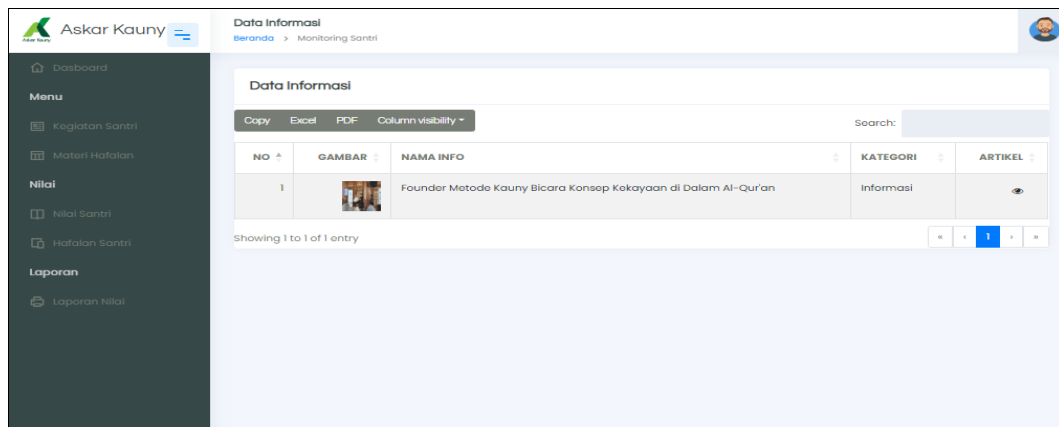 Askar Kauny
Askar Kauny
Data Informasi
Beranda > Monitoring Santri
Dasboard
Menu
Kegiatan Santri
Materi Hafalan
Nilai
Nilai Santri
Hafalan Santri
Laporan
Laporan Nilai
Data Informasi
Copy Excel PDF Column visibility
Search:
NO GAMBAR NAMA INFO KATEGORI ARTIKEL
1 Founder Metode Kauny Bicara Konsep Kekayaan di Dalam Al-Qur'an Informasi
Showing 1 to 1 of 1 entry
« ‹ 1 › »